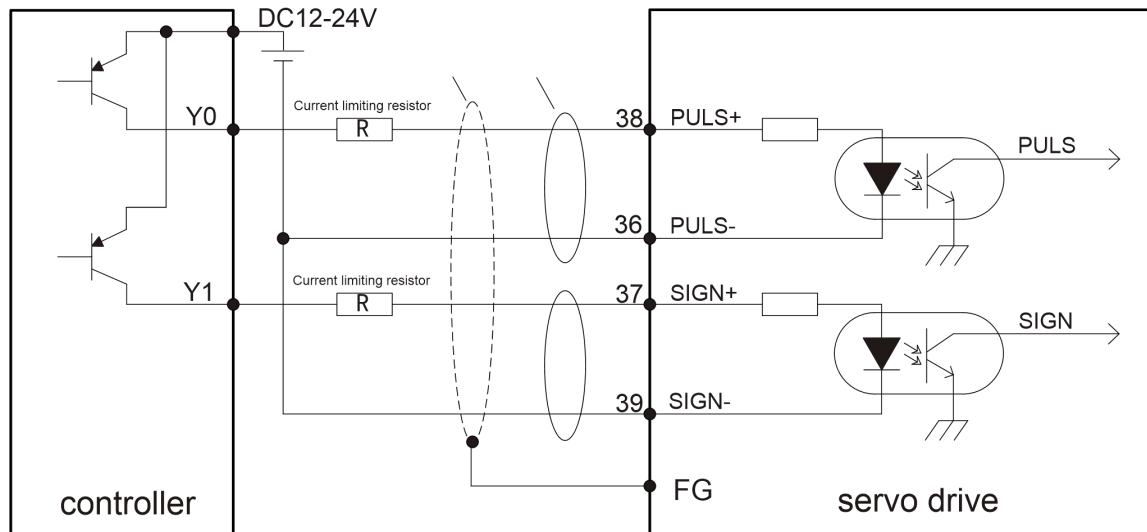 DC12-24V
Y0
Current limiting resistor
R
38
PULS+
PULS
36
PULS-
Y1
Current limiting resistor
R
37
SIGN+
SIGN
39
SIGN-
FG
controller
servo drive